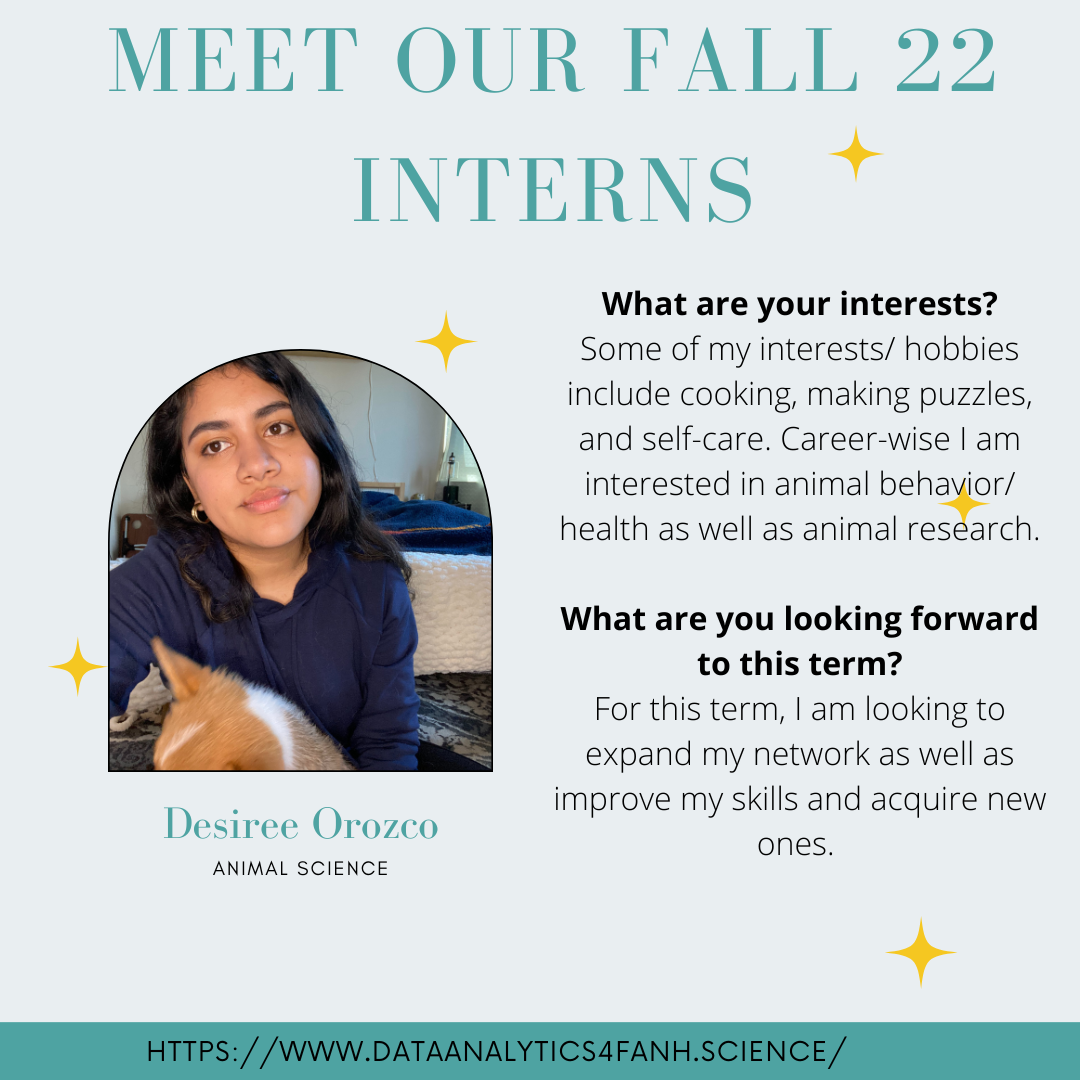 MEET OUR FALL 22
INTERNS
What are your interests?
Some of my interests/ hobbies
include cooking, making puzzles,
and self-care. Career-wise I am
interested in animal behavior/
health as well as animal research.
What are you looking forward
to this term?
For this term, I am looking to
expand my network as well as
improve my skills and acquire new
ones.
Desiree Orozco
ANIMAL SCIENCE
HTTPS://WWW.DATAANALYTICS4FANH.SCIENCE/